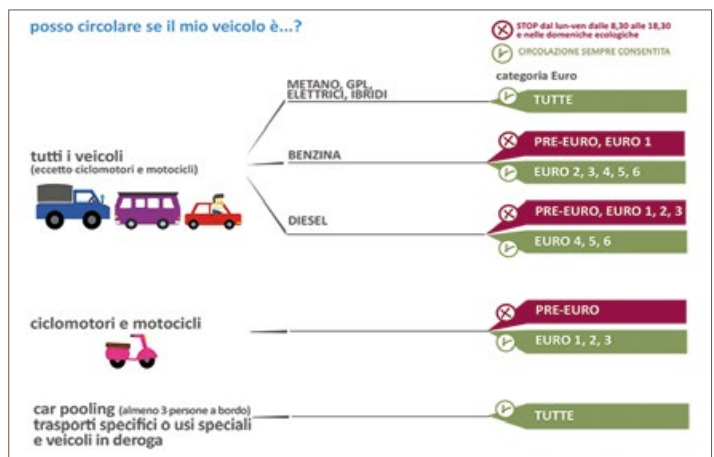 posso circolare se il mio veicolo è...?
STOP dal lun-ven dalle 8,30 alle 18,30
e nelle domeniche ecologiche
CIRCOLAZIONE SEMPRE CONSENTITA
categoria Euro
tutti i veicoli
(eccetto ciclomotori e motocicli)
METANO, GPL,
ELETTRICI, IBRIDI
TUTTE
BENZINA
PRE-EURO, EURO 1
EURO 2, 3, 4, 5, 6
DIESEL
PRE-EURO, EURO 1, 2, 3
EURO 4, 5, 6
ciclomotori e motocicli
PRE-EURO
EURO 1, 2, 3
car pooling (almeno 3 persone a bordo)
trasporti specifici o usi speciali
e veicoli in deroga
TUTTE